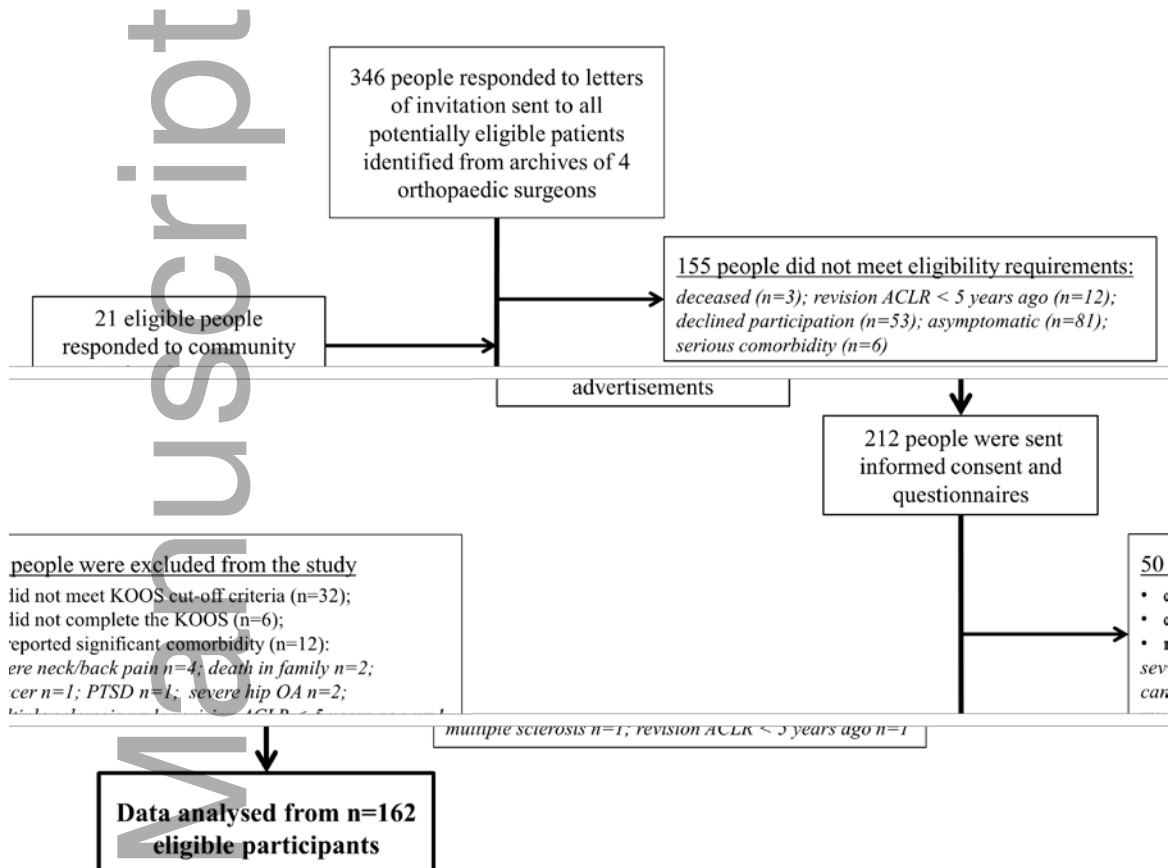 Manuscript
346 people responded to letters
of invitation sent to all
potentially eligible patients
identified from archives of 4
orthopaedic surgeons
155 people did not meet eligibility requirements:
deceased (n=3); revision ACLR < 5 years ago (n=12);
declined participation (n=53); asymptomatic (n=81);
serious comorbidity (n=6)
21 eligible people
responded to community
advertisements
212 people were sent
informed consent and
questionnaires
people were excluded from the study
did not meet KOOS cut-off criteria (n=32);
did not complete the KOOS (n=6);
reported significant comorbidity (n=12):
ere neck/back pain n=4; death in family n=2;
cer n=1; PTSD n=1; severe hip OA n=2;
50
•
•
•
sev
can
multiple sclerosis n=1; revision ACLR < 5 years ago n=1
Data analysed from n=162
eligible participants